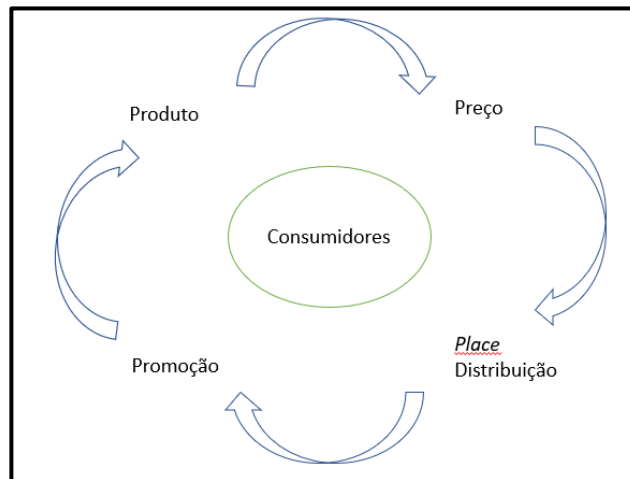 Produto
Preço
Consumidores
Place
Distribuição
Promoção